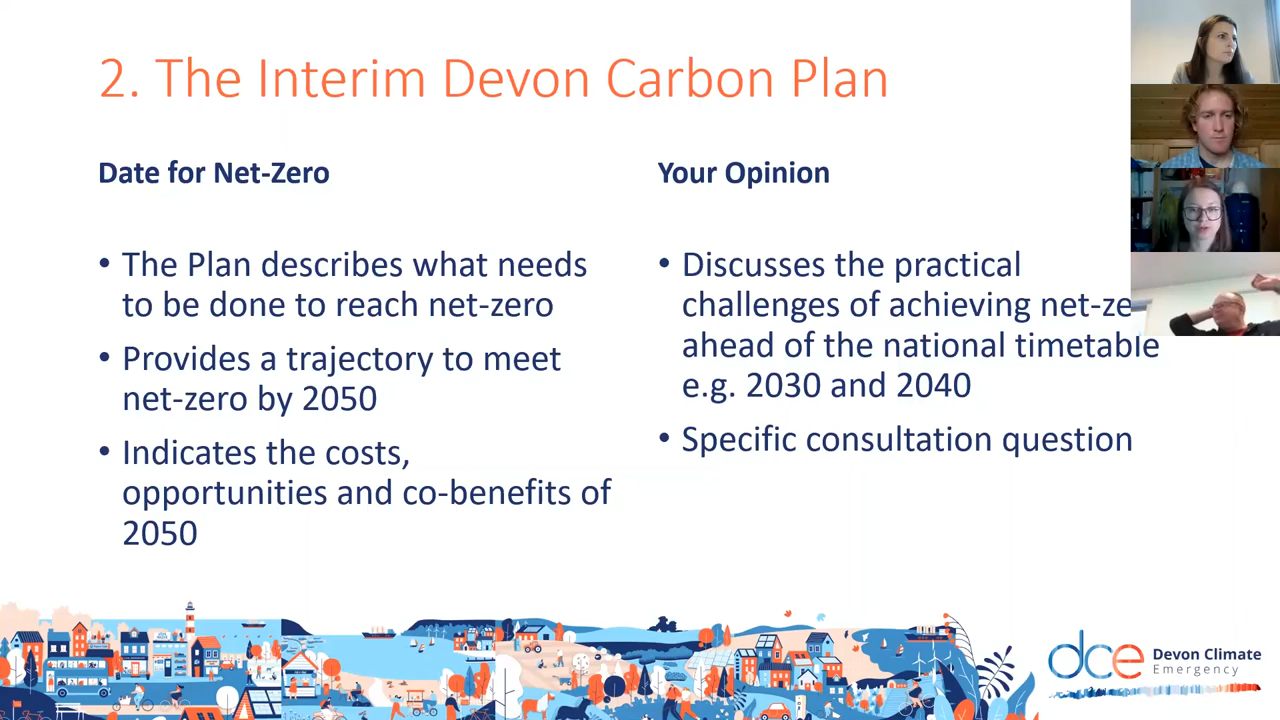 2. The Interim Devon Carbon Plan
Date for Net-Zero
• The Plan describes what needs
to be done to reach net-zero
• Provides a trajectory to meet
net-zero by 2050
• Indicates the costs,
opportunities and co-benefits of
2050
Your Opinion
• Discusses the practical
challenges of achieving net-ze
ahead of the national timetable
e.g. 2030 and 2040
• Specific consultation question
dce Devon Climate
Emergency